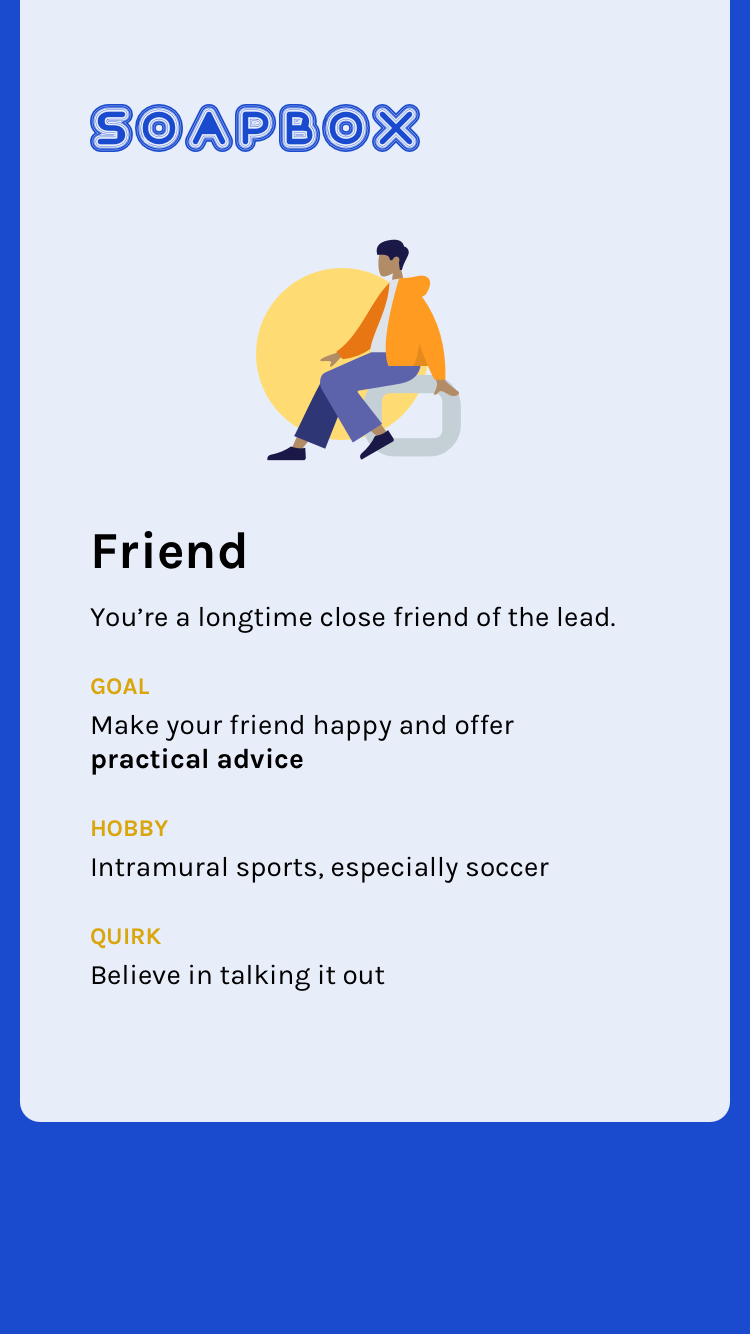 SOAPBOX
Friend
You’re a longtime close friend of the lead.
GOAL
Make your friend happy and offer
practical advice
HOBBY
Intramural sports, especially soccer
QUIRK
Believe in talking it out